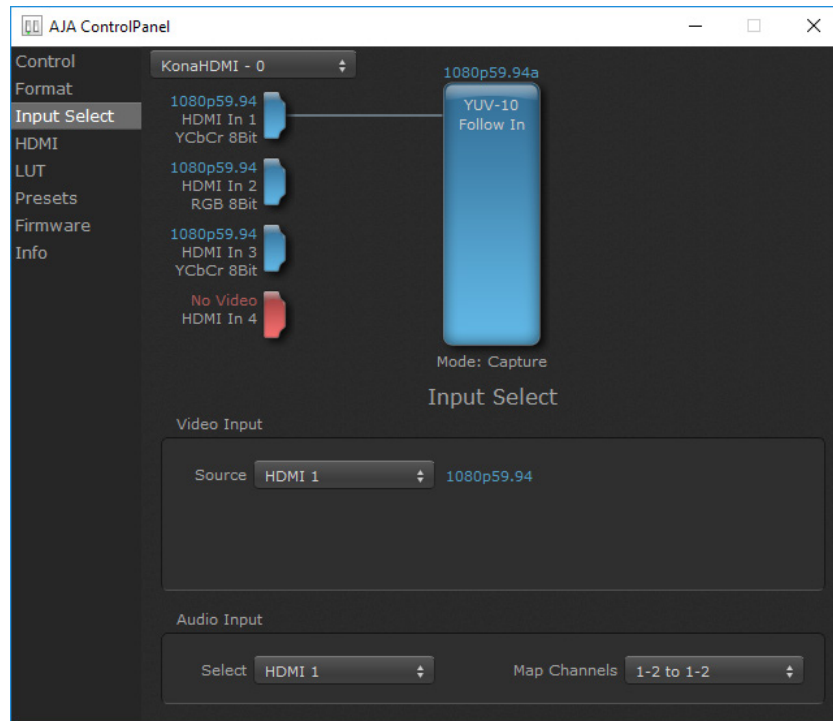 AJA ControlPanel
Control
Format
Input Select
HDMI
LUT
Presets
Firmware
Info
KonaHDMI - 0
1080p59.94
HDMI In 1
YCbCr 8Bit
1080p59.94
HDMI In 2
RGB 8Bit
1080p59.94
HDMI In 3
YCbCr 8Bit
No Video
HDMI In 4
1080p59.94a
YUV-10
Follow In
Mode: Capture
Input Select
Video Input
Source HDMI 1 1080p59.94
Audio Input
Select HDMI 1 Map Channels 1-2 to 1-2